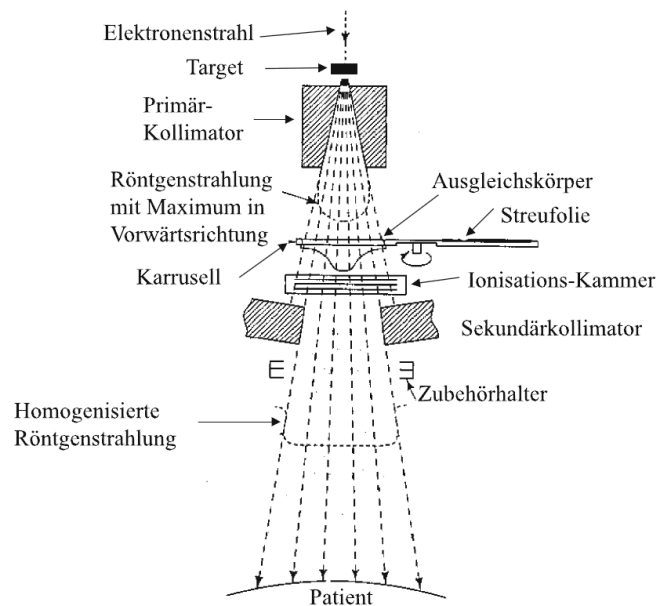 Elektronenstrahl
Target
Primär-
Kollimator
Röntgenstrahlung
mit Maximum in
Vorwärtsrichtung
Ausgleichskörper
Streufolie
Karrusell
Ionisations-Kammer
Sekundärkollimator
Zubehörhalter
Homogenisierte
Röntgenstrahlung
Patient